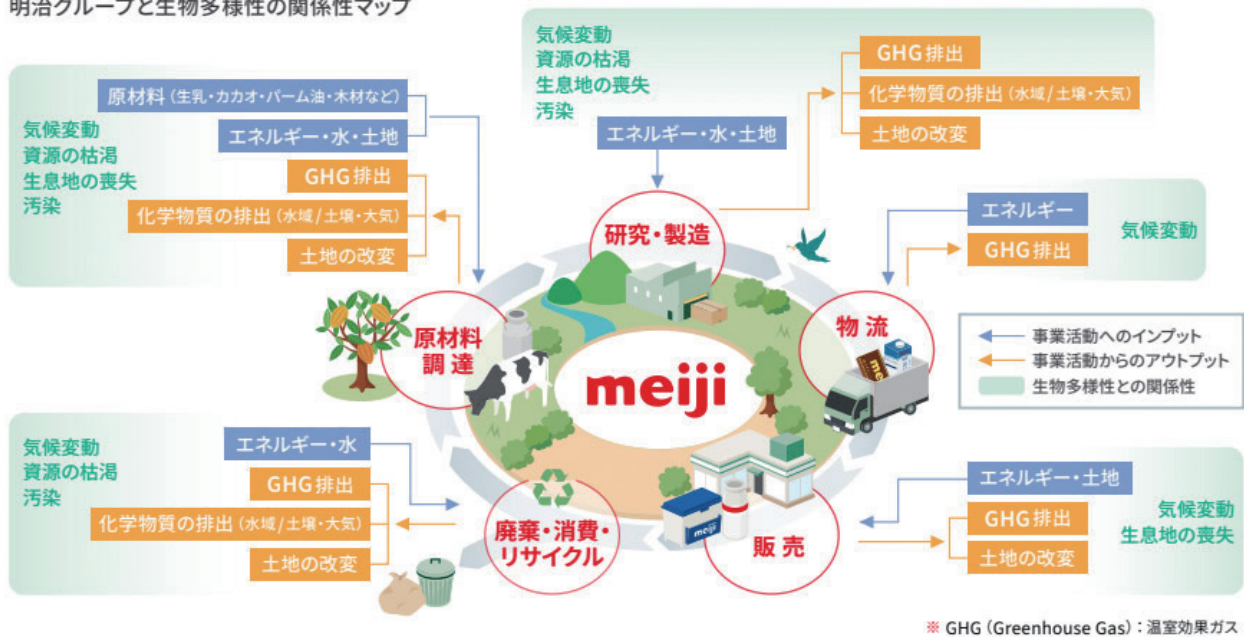 明治グループと生物多様性の関係性マップ
気候変動
資源の枯渇
生息地の喪失
汚染
エネルギー・水・土地
GHG排出
化学物質の排出（水域/土壌・大気）
土地の改変
原材料（生乳・カカオ・パーム油・木材など）
エネルギー・水・土地
気候変動
資源の枯渇
生息地の喪失
汚染
GHG排出
化学物質の排出（水域/土壌・大気）
土地の改変
研究・製造
エネルギー
GHG排出
気候変動
原材料
調達
物流
meiji
事業活動へのインプット
事業活動からのアウトプット
生物多様性との関係性
気候変動
資源の枯渇
汚染
エネルギー・水
GHG排出
化学物質の排出（水域/土壌・大気）
土地の改変
廃棄・消費・
リサイクル
meiji
販売
エネルギー・土地
GHG排出
土地の改変
気候変動
生息地の喪失
※ GHG（Greenhouse Gas）：温室効果ガス